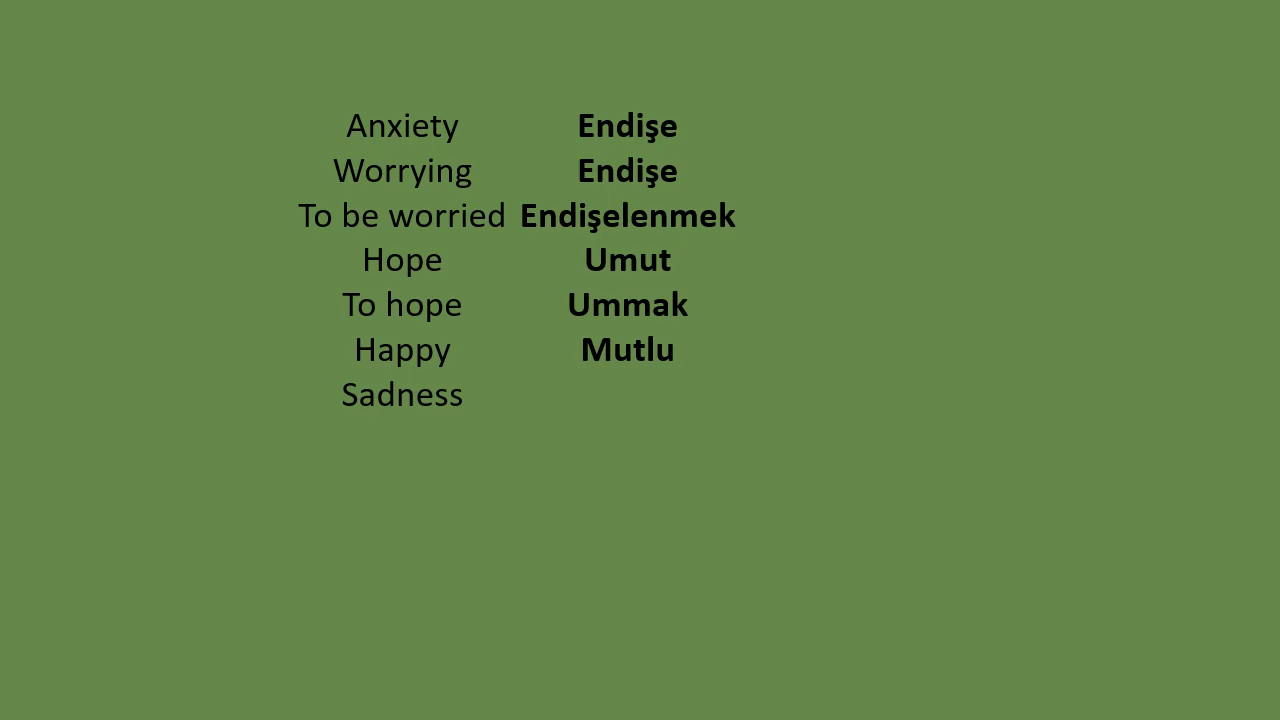 Anxiety Endişe
Worrying Endişe
To be worried Endişelenmek
Hope Umut
To hope Ummak
Happy Mutlu
Sadness